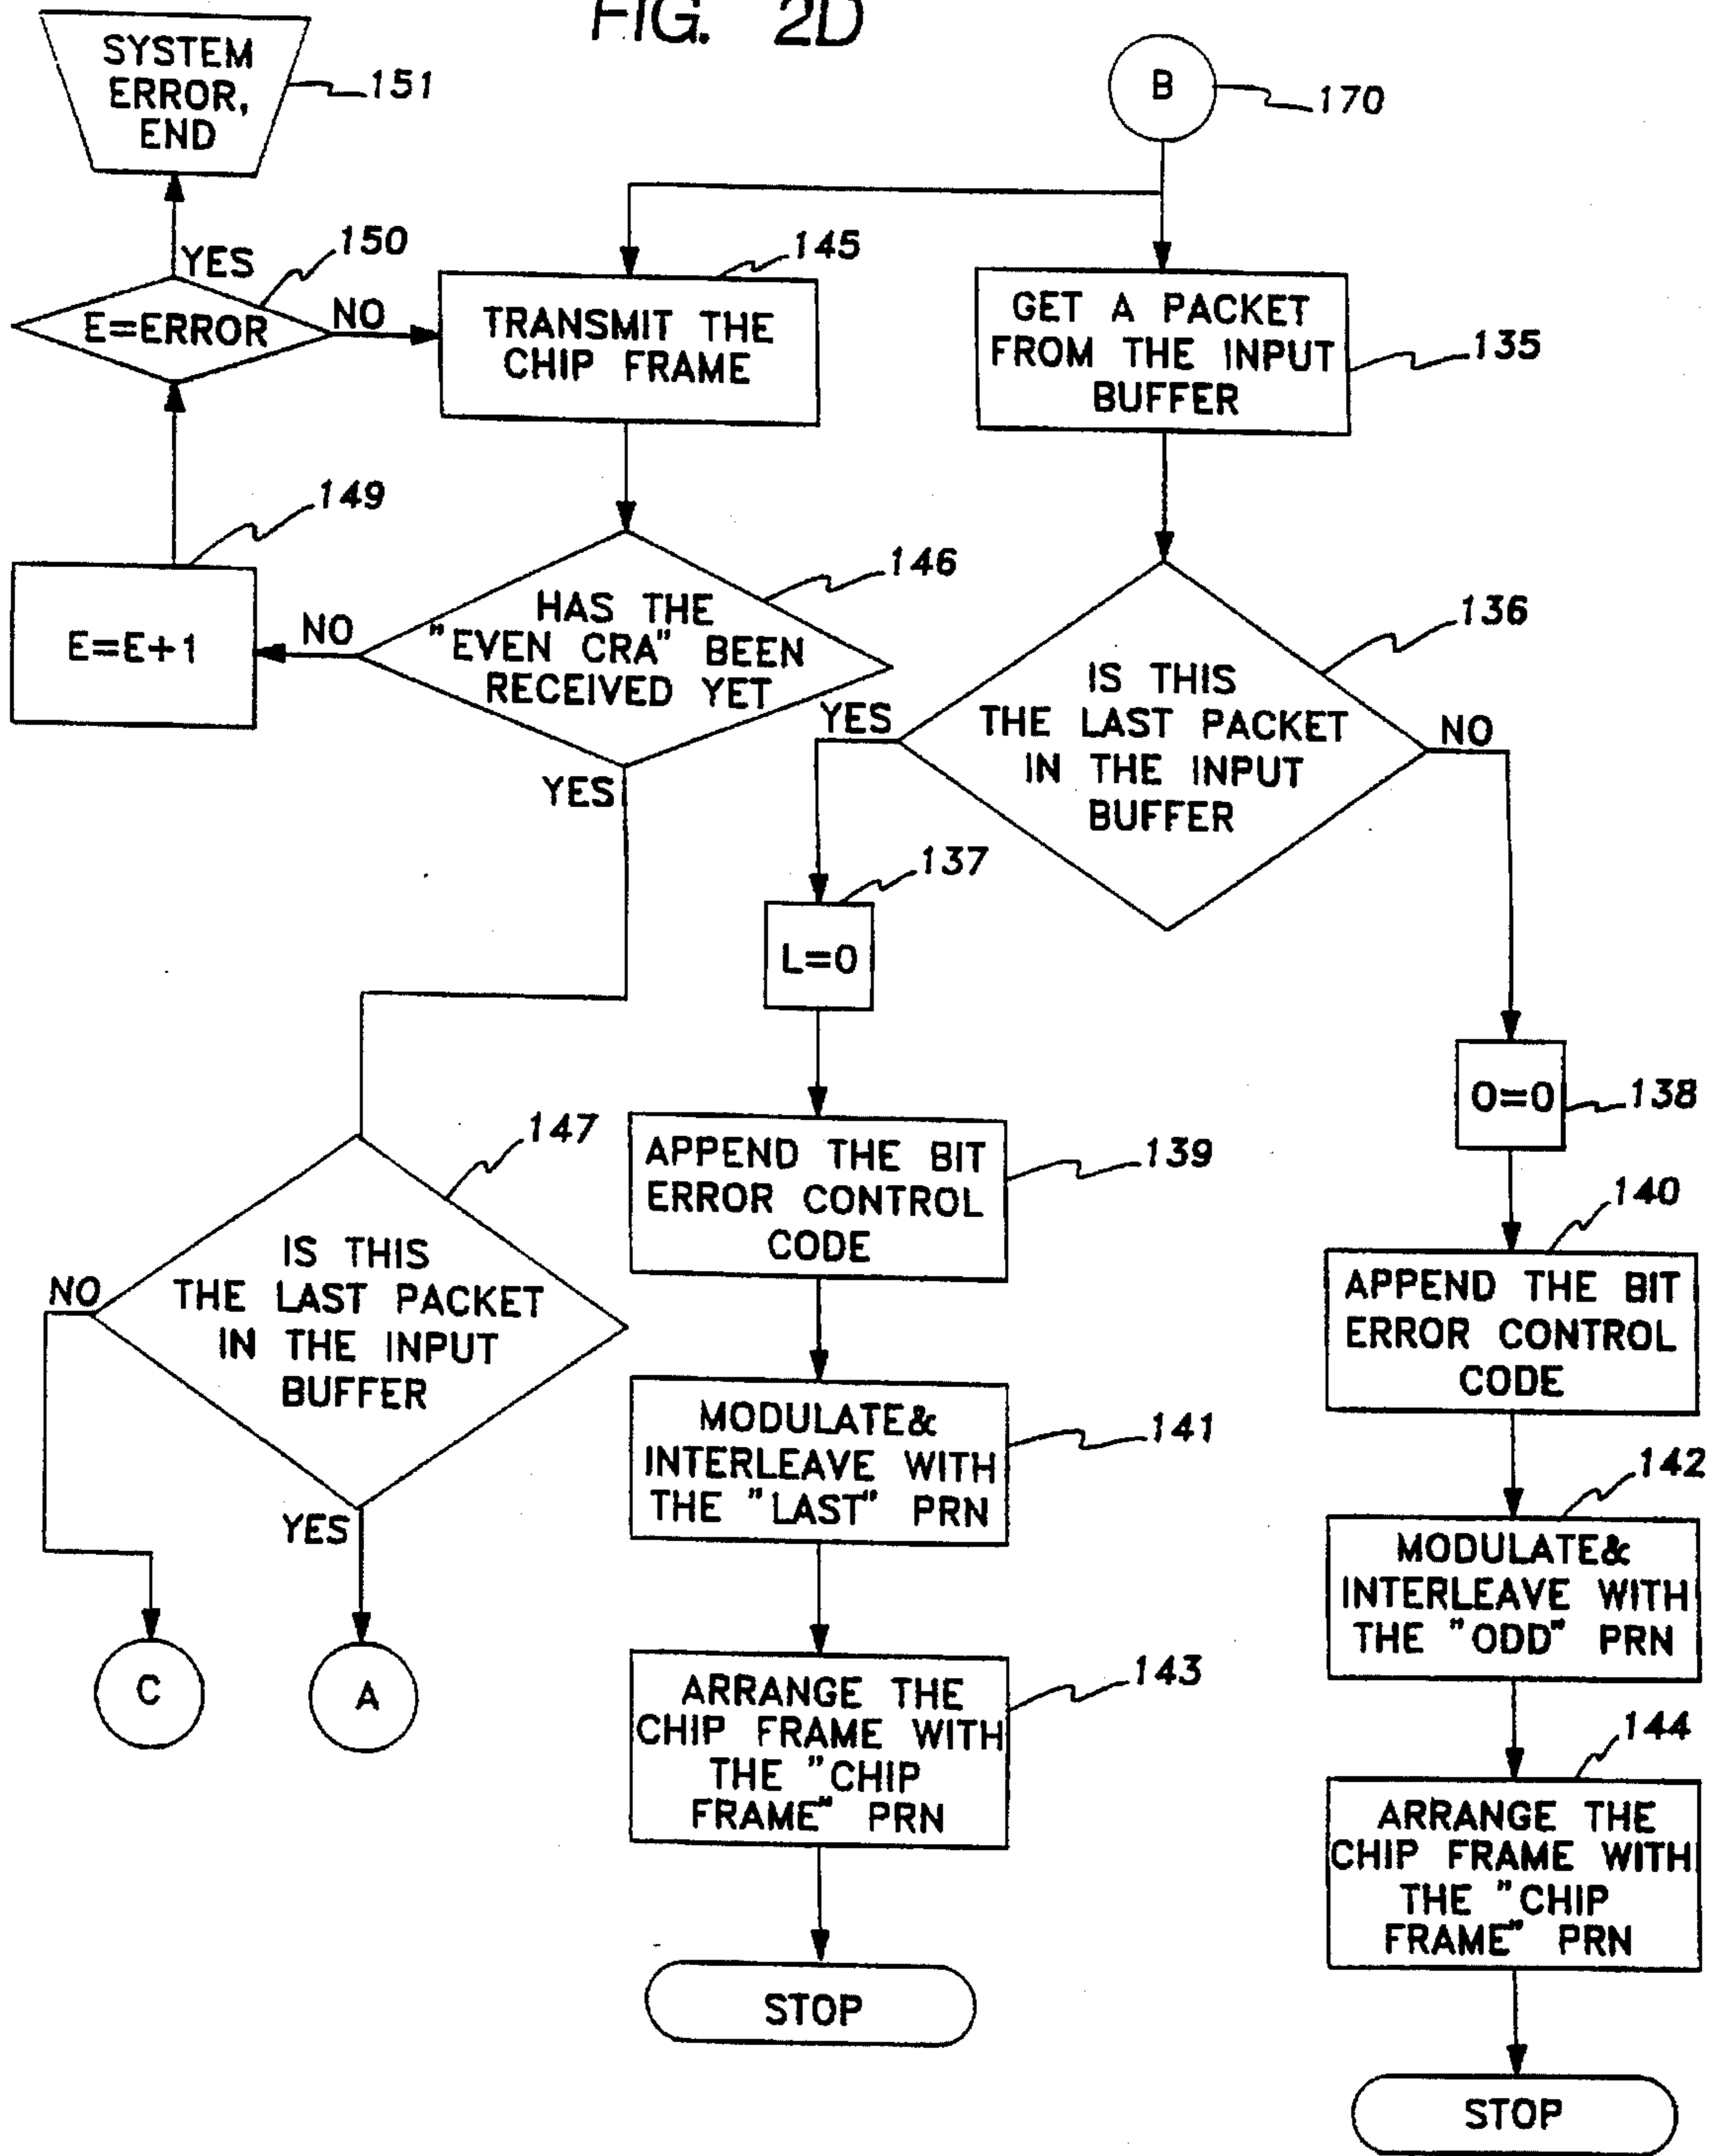 FIG. 2D
SYSTEM
ERROR,
END
151
B
170
YES
150
E=ERROR
NO
145
TRANSMIT THE
CHIP FRAME
GET A PACKET
FROM THE INPUT
BUFFER
135
149
E=E+1
NO
146
HAS THE
"EVEN CRA" BEEN
RECEIVED YET
YES
136
IS THIS
THE LAST PACKET
IN THE INPUT
BUFFER
YES
NO
137
L=0
O=0
138
147
IS THIS
THE LAST PACKET
IN THE INPUT
BUFFER
NO
YES
C
A
APPEND THE BIT
ERROR CONTROL
CODE
139
140
APPEND THE BIT
ERROR CONTROL
CODE
MODULATE&
INTERLEAVE WITH
THE "LAST" PRN
141
142
MODULATE&
INTERLEAVE WITH
THE "ODD" PRN
ARRANGE THE
CHIP FRAME WITH
THE "CHIP
FRAME" PRN
143
144
ARRANGE THE
CHIP FRAME WITH
THE "CHIP
FRAME" PRN
STOP
STOP